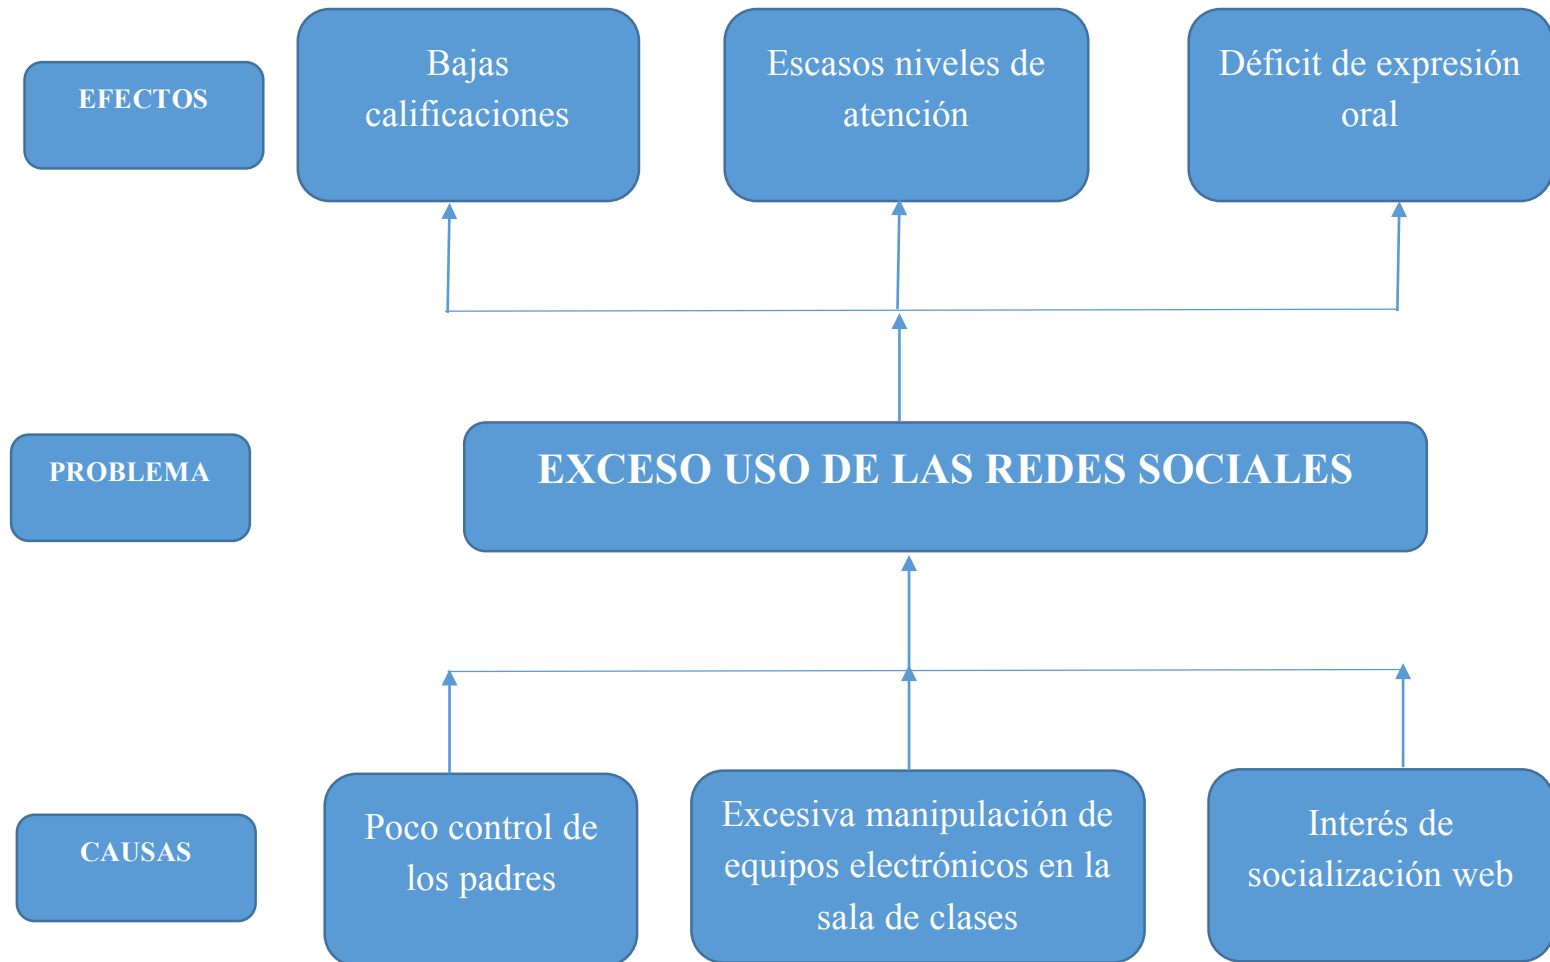 EFECTOS
Bajas
calificaciones
Escasos niveles de
atención
Déficit de expresión
oral
PROBLEMA
EXCESO USO DE LAS REDES SOCIALES
CAUSAS
Poco control de
los padres
Excesiva manipulación de
equipos electrónicos en la
sala de clases
Interés de
socialización web